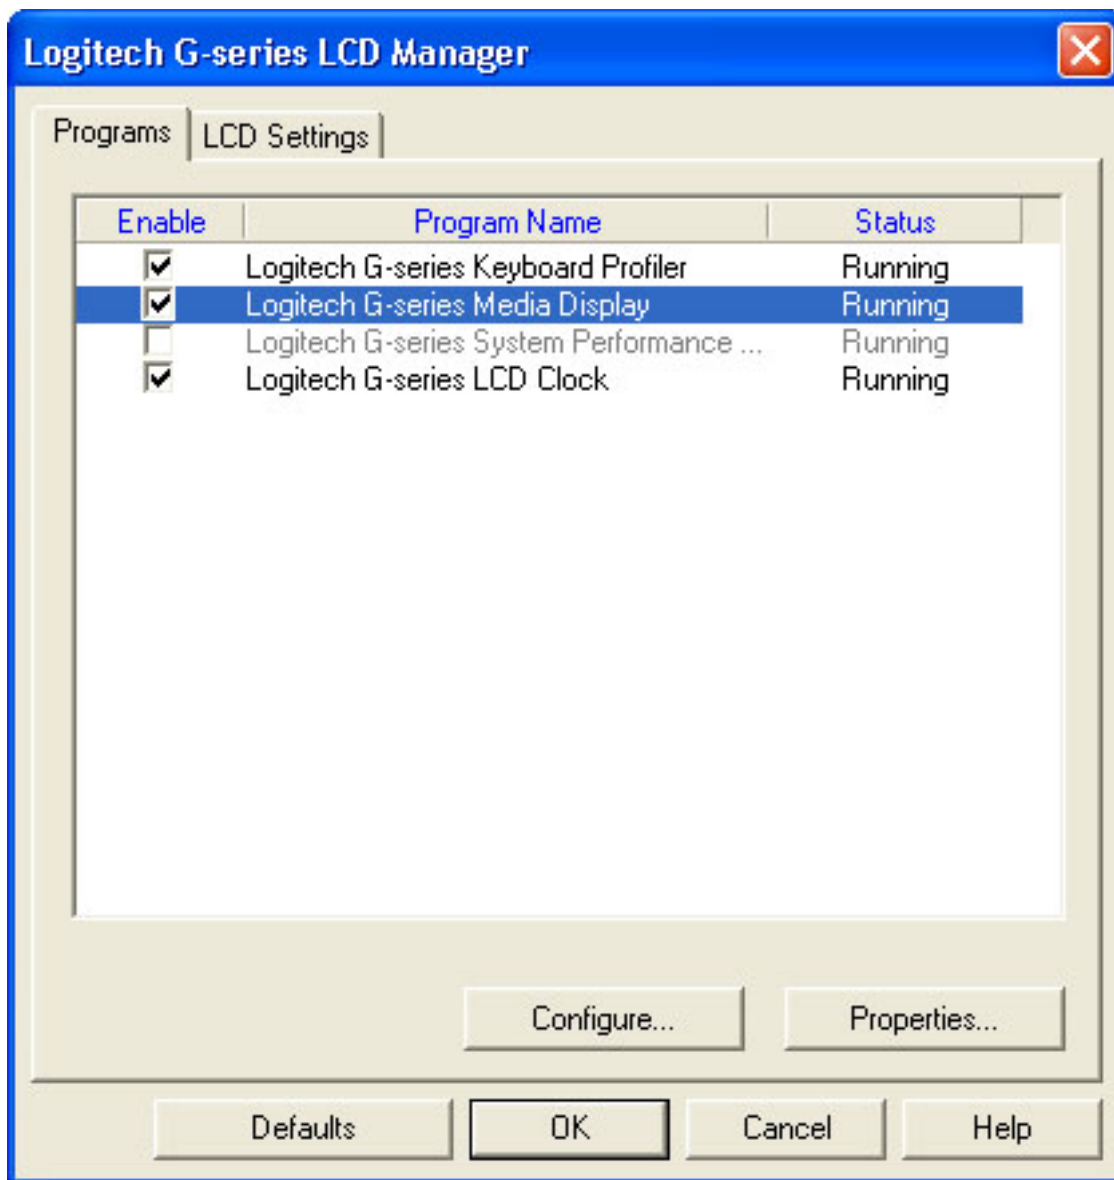 Logitech G-series LCD Manager
Programs LCD Settings
Enable Program Name Status
Logitech G-series Keyboard Profiler Running
Logitech G-series Media Display Running
Logitech G-series System Performance ... Running
Logitech G-series LCD Clock Running
Configure... Properties...
Defaults OK Cancel Help